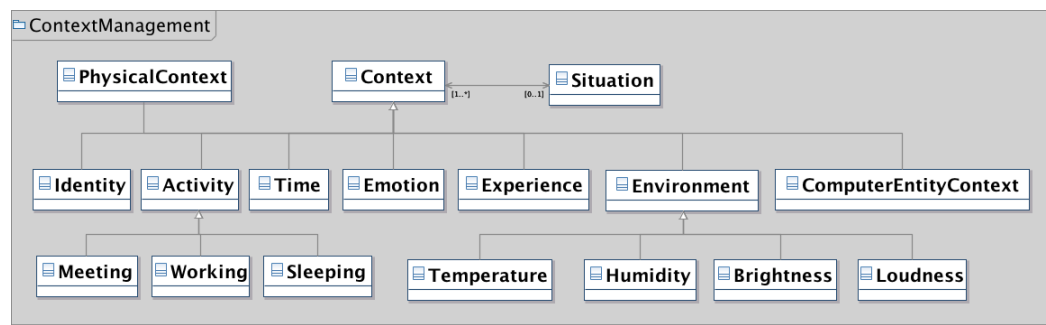 ContextManagement
PhysicalContext
Context
[1..*]
[0..1]
Situation
Identity
Activity
Time
Emotion
Experience
Environment
ComputerEntityContext
Meeting
Working
Sleeping
Temperature
Humidity
Brightness
Loudness